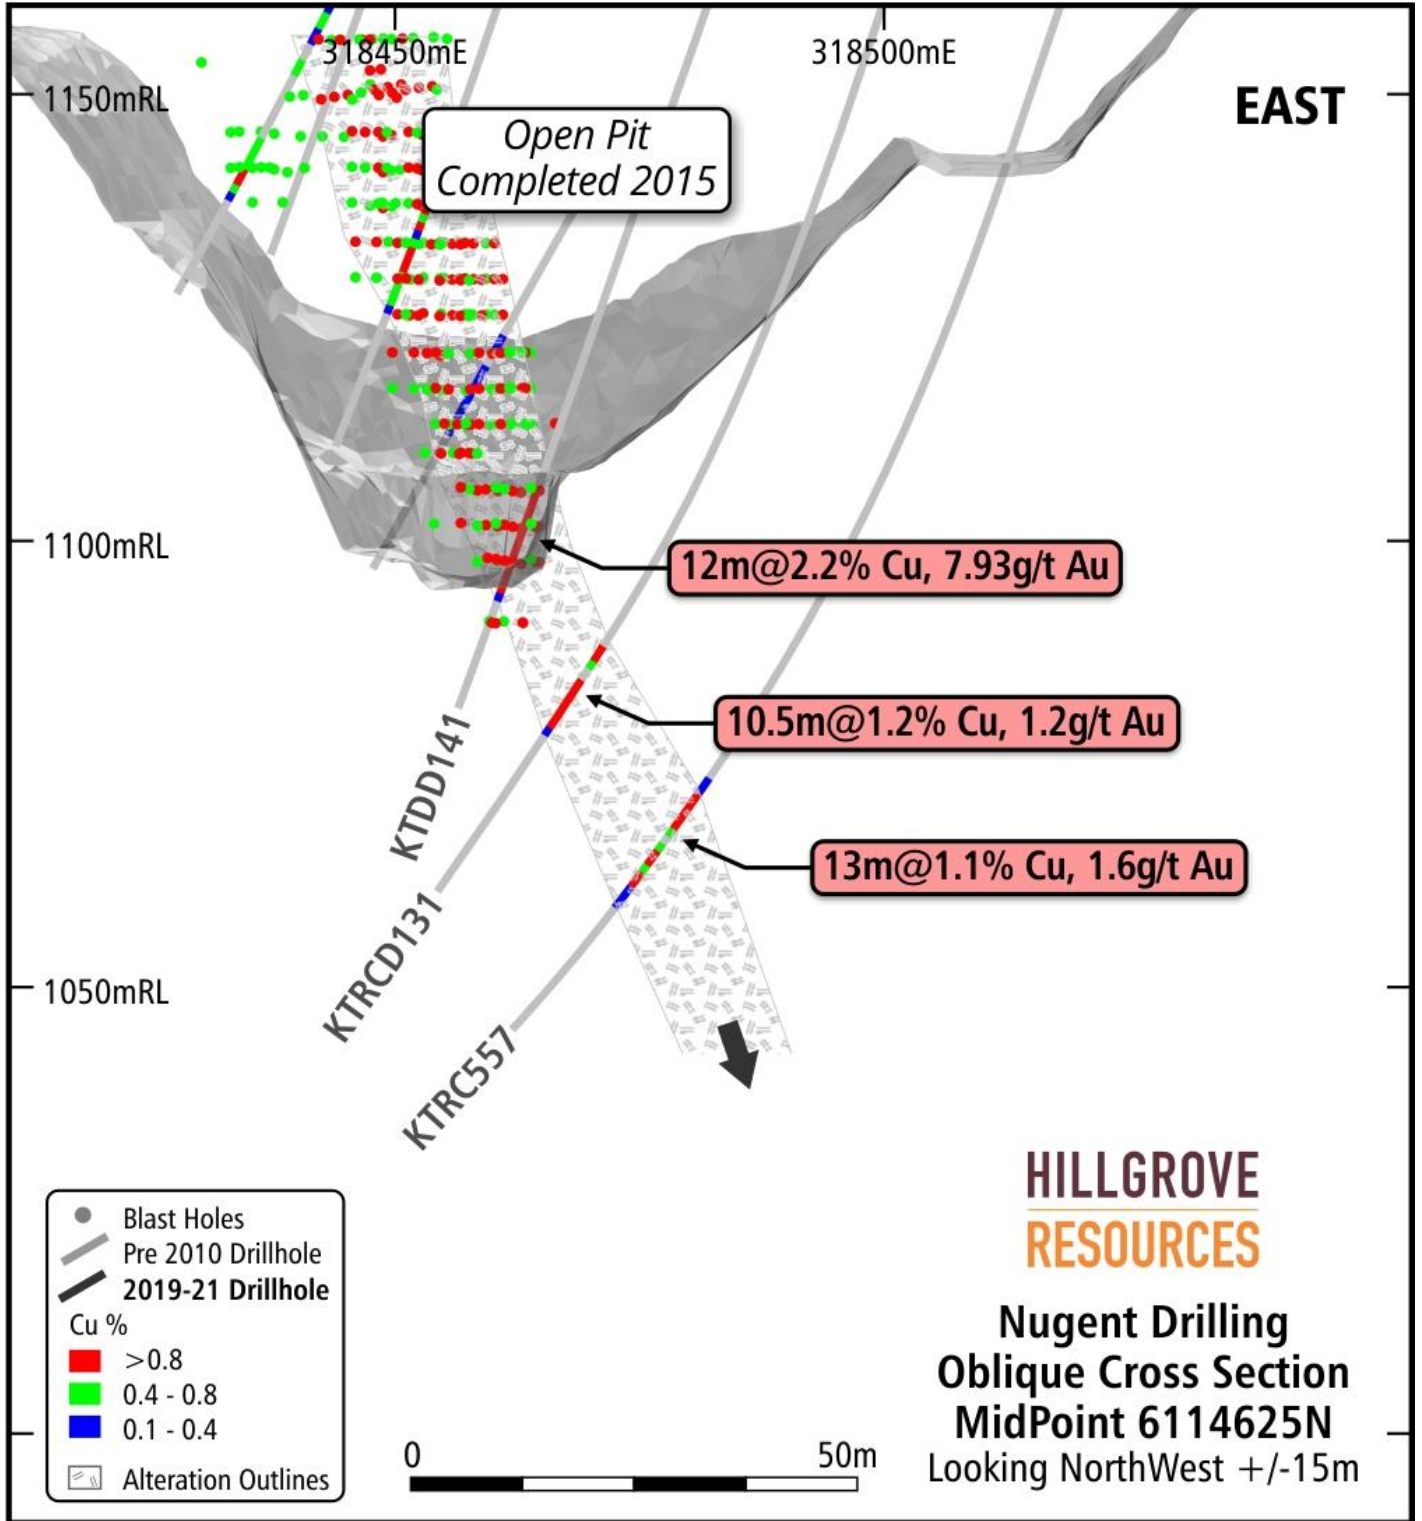 318450mE
318500mE
1150mRL
EAST
Open Pit
Completed 2015
1100mRL
12m@2.2% Cu, 7.93g/t Au
10.5m@1.2% Cu, 1.2g/t Au
KTDD141
13m@1.1% Cu, 1.6g/t Au
KTRCD131
1050mRL
KTRC557
HILLGROVE
RESOURCES
Blast Holes
Pre 2010 Drillhole
2019-21 Drillhole
Cu %
>0.8
0.4 - 0.8
0.1 - 0.4
Alteration Outlines
0 50m
Nugent Drilling
Oblique Cross Section
MidPoint 6114625N
Looking NorthWest +/-15m